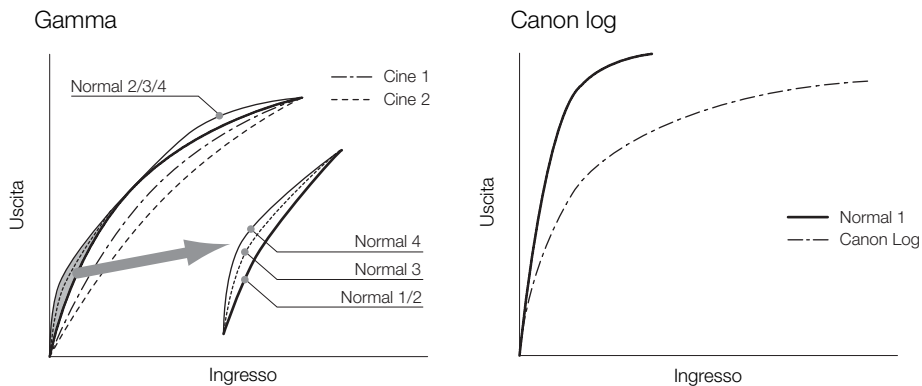 Gamma
Normal 2/3/4
Cine 1
Cine 2
Normal 4
Normal 3
Normal 1/2
Uscita
Ingresso
Canon log
Normal 1
Canon Log
Uscita
Ingresso